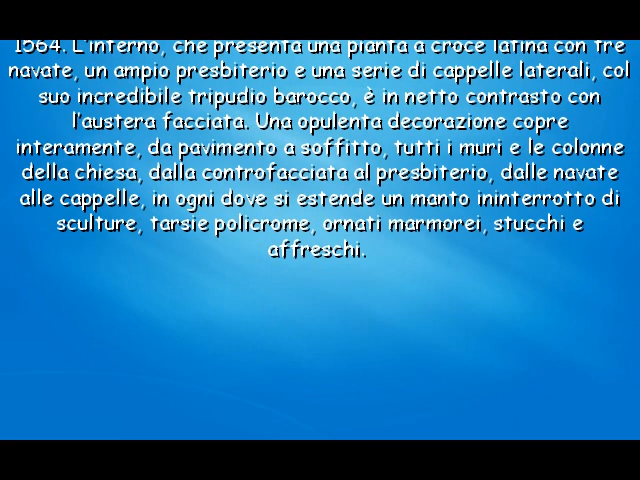 1564. L'interno, che presenta una pianta a croce latina con tre
navate, un ampio presbiterio e una serie di cappelle laterali, col
suo incredibile tripudio barocco, è in netto contrasto con
l'austera facciata. Una opulenta decorazione copre
interamente, da pavimento a soffitto, tutti i muri e le colonne
della chiesa, dalla controfacciata al presbiterio, dalle navate
alle cappelle, in ogni dove si estende un manto ininterrotto di
sculture, tarsie policrome, ornati marmorei, stucchi e
affreschi.